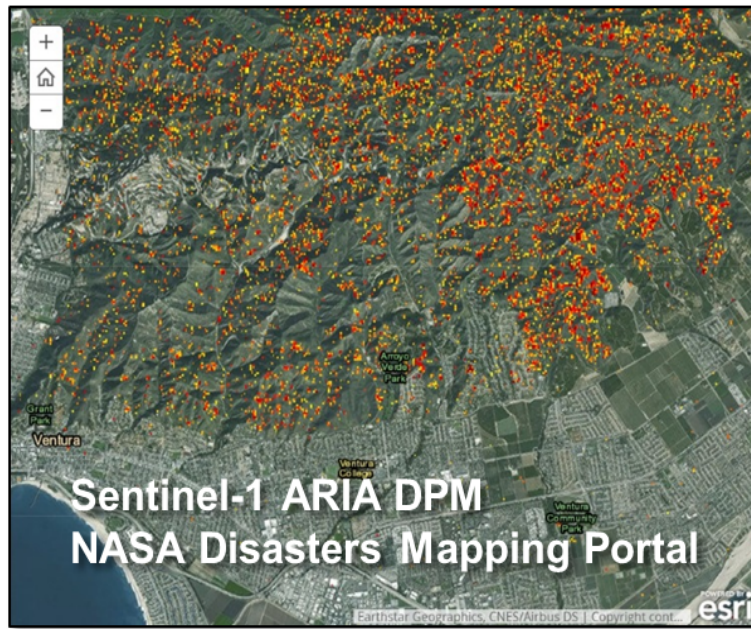 +
−
Arroyo
Verde
Park
Grant
Park
Ventura
Ventura
College
Sentinel-1 ARIA DPM
Ventura
Community
Park
NASA Disasters Mapping Portal
POWERED BY
esri
Earthstar Geographics, CNES/Airbus DS | Copyright cont...